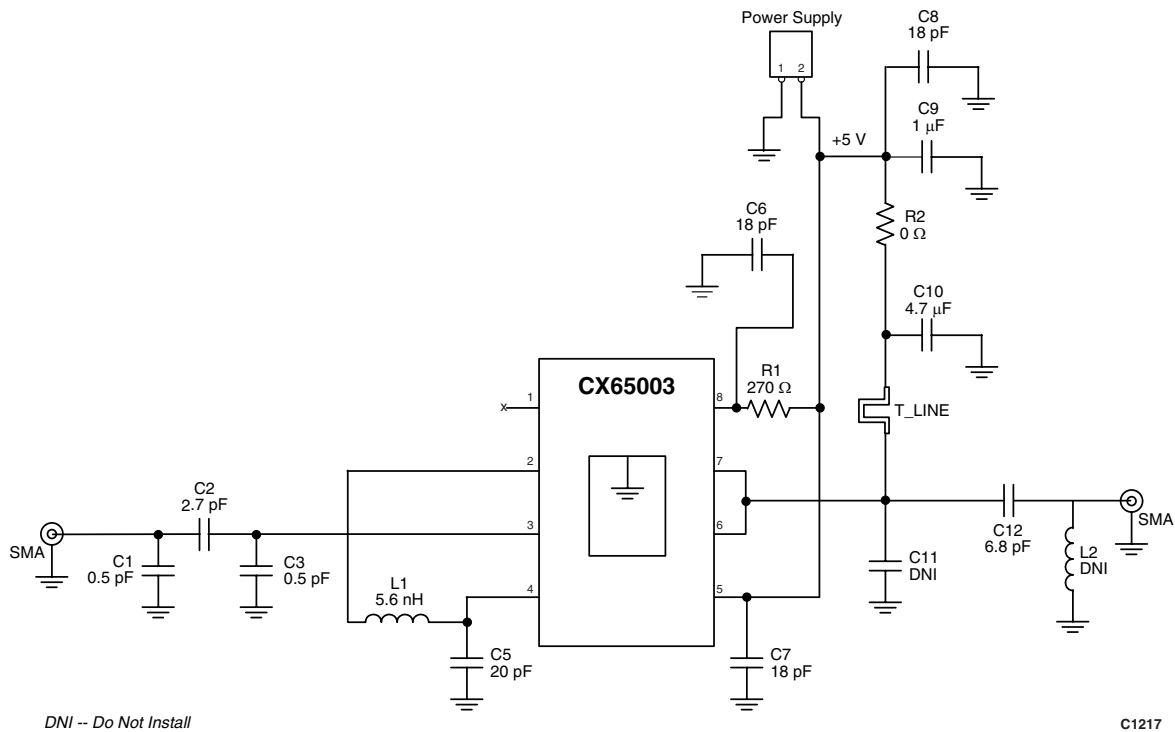 Power Supply
1 2
C8
18 pF
C9
1 μF
+5 V
R2
0 Ω
C6
18 pF
C10
4.7 μF
CX65003
R1
270 Ω
T_LINE
x
1
2
3
4
8
7
6
5
C2
2.7 pF
SMA
C1
0.5 pF
C3
0.5 pF
L1
5.6 nH
C5
20 pF
C7
18 pF
C11
DNI
C12
6.8 pF
L2
DNI
SMA
DNI -- Do Not Install
C1217